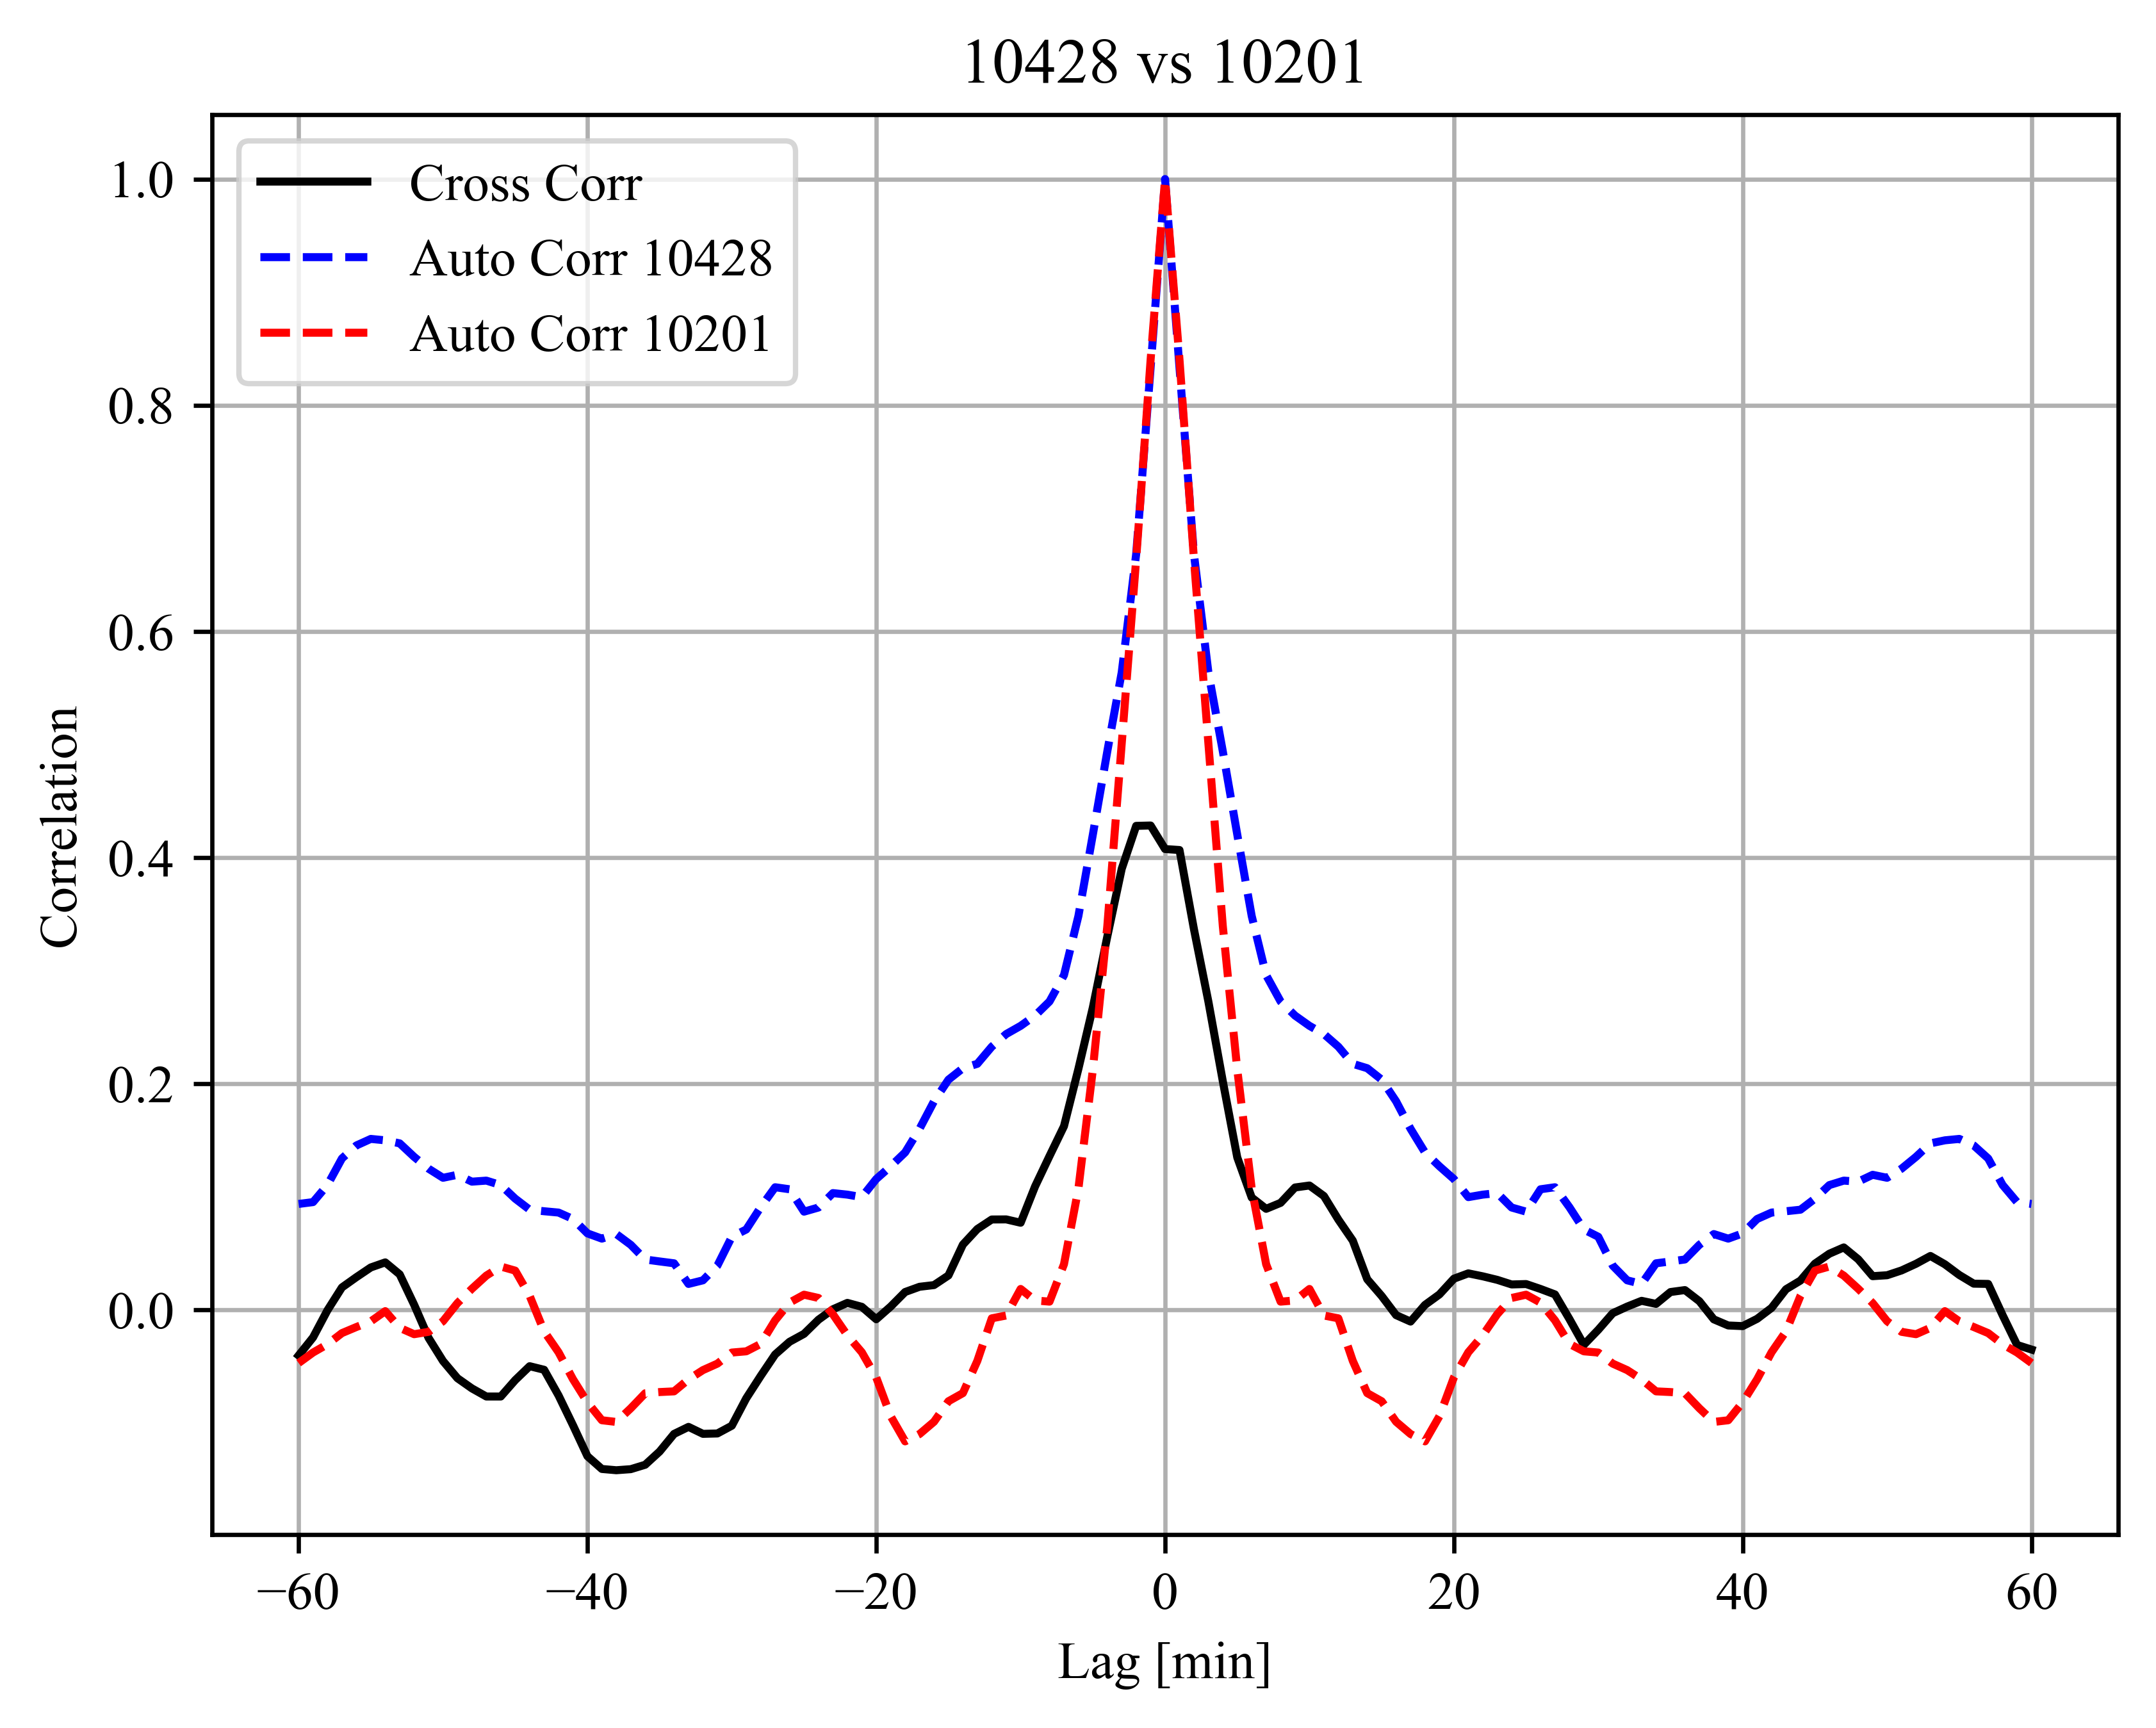 10428 vs 10201
Cross Corr
Auto Corr 10428
Auto Corr 10201
1.0
0.8
0.6
0.4
0.2
0.0
Correlation
−60 −40 −20 0 20 40 60
Lag [min]